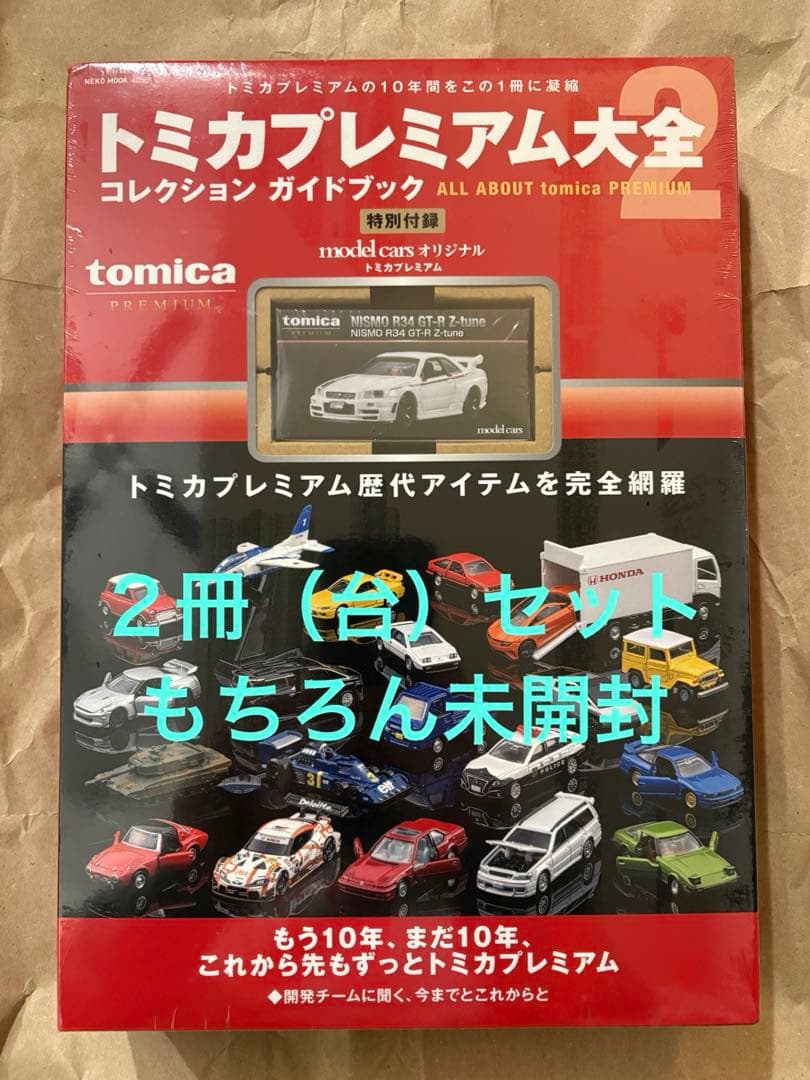 NEKO MOOK
トミカプレミアムの10年間をこの1冊に凝縮
トミカプレミアム大全2
コレクション ガイドブック ALL ABOUT tomica PREMIUM
特別付録
model cars オリジナル
トミカプレミアム
tomica
PREMIUM
tomica NISMO R34 GT-R Z-tune
PREMIUM NISMO R34 GT-R Z-tune
model cars
トミカプレミアム歴代アイテムを完全網羅
HONDA
2冊（台）セット
もちろん未開封
POLICE
3
elf
Deloitte
もう10年、まだ10年、
これから先もずっとトミカプレミアム
◆開発チームに聞く、今までとこれからと